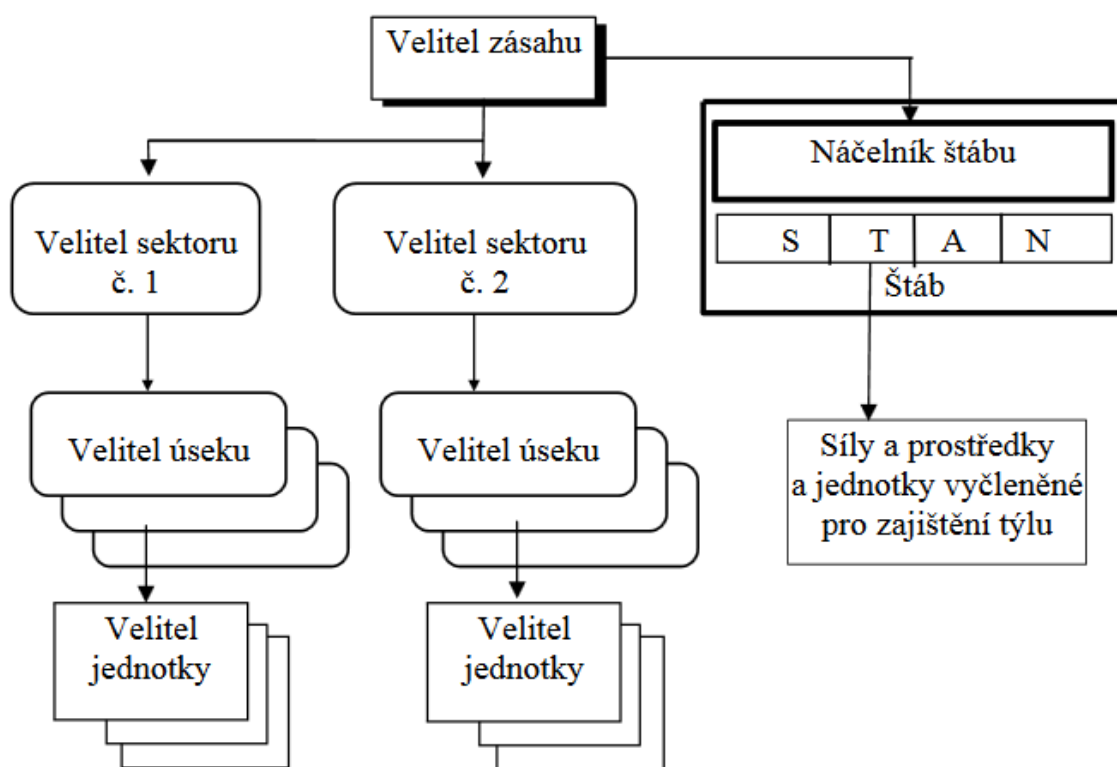 Velitel zásahu
Náčelník štábu
S T A N
Štáb
Velitel sektoru
č. 1
Velitel sektoru
č. 2
Velitel úseku
Velitel úseku
Síly a prostředky
a jednotky vyčleněné
pro zajištění týlu
Velitel
jednotky
Velitel
jednotky